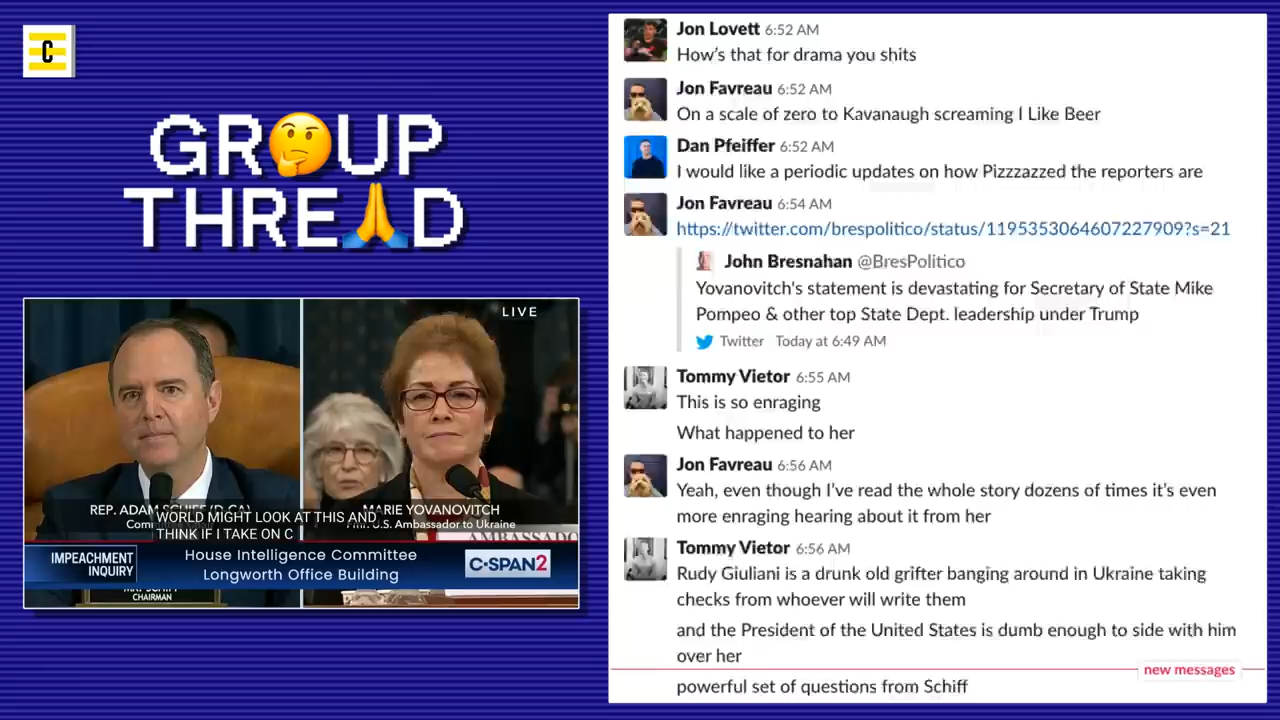 C
GR🤔UP
THRE🙏D
LIVE
REP. ADAM SCHIFF (D-CA)
MARIE YOVANOVITCH
U.S. Ambassador to Ukraine
WORLD MIGHT LOOK AT THIS AND
THINK IF I TAKE ON C
IMPEACHMENT
INQUIRY
House Intelligence Committee
Longworth Office Building
C-SPAN2
CHAIRMAN
Jon Lovett 6:52 AM
How’s that for drama you shits
Jon Favreau 6:52 AM
On a scale of zero to Kavanaugh screaming I Like Beer
Dan Pfeiffer 6:52 AM
I would like a periodic updates on how Pizzzazzed the reporters are
Jon Favreau 6:54 AM
https://twitter.com/brespolitico/status/1195353064607227909?s=21
John Bresnahan @BresPolitico
Yovanovitch's statement is devastating for Secretary of State Mike
Pompeo & other top State Dept. leadership under Trump
Twitter Today at 6:49 AM
Tommy Vietor 6:55 AM
This is so enraging
What happened to her
Jon Favreau 6:56 AM
Yeah, even though I’ve read the whole story dozens of times it’s even
more enraging hearing about it from her
Tommy Vietor 6:56 AM
Rudy Giuliani is a drunk old grifter banging around in Ukraine taking
checks from whoever will write them
and the President of the United States is dumb enough to side with him
over her
new messages
powerful set of questions from Schiff